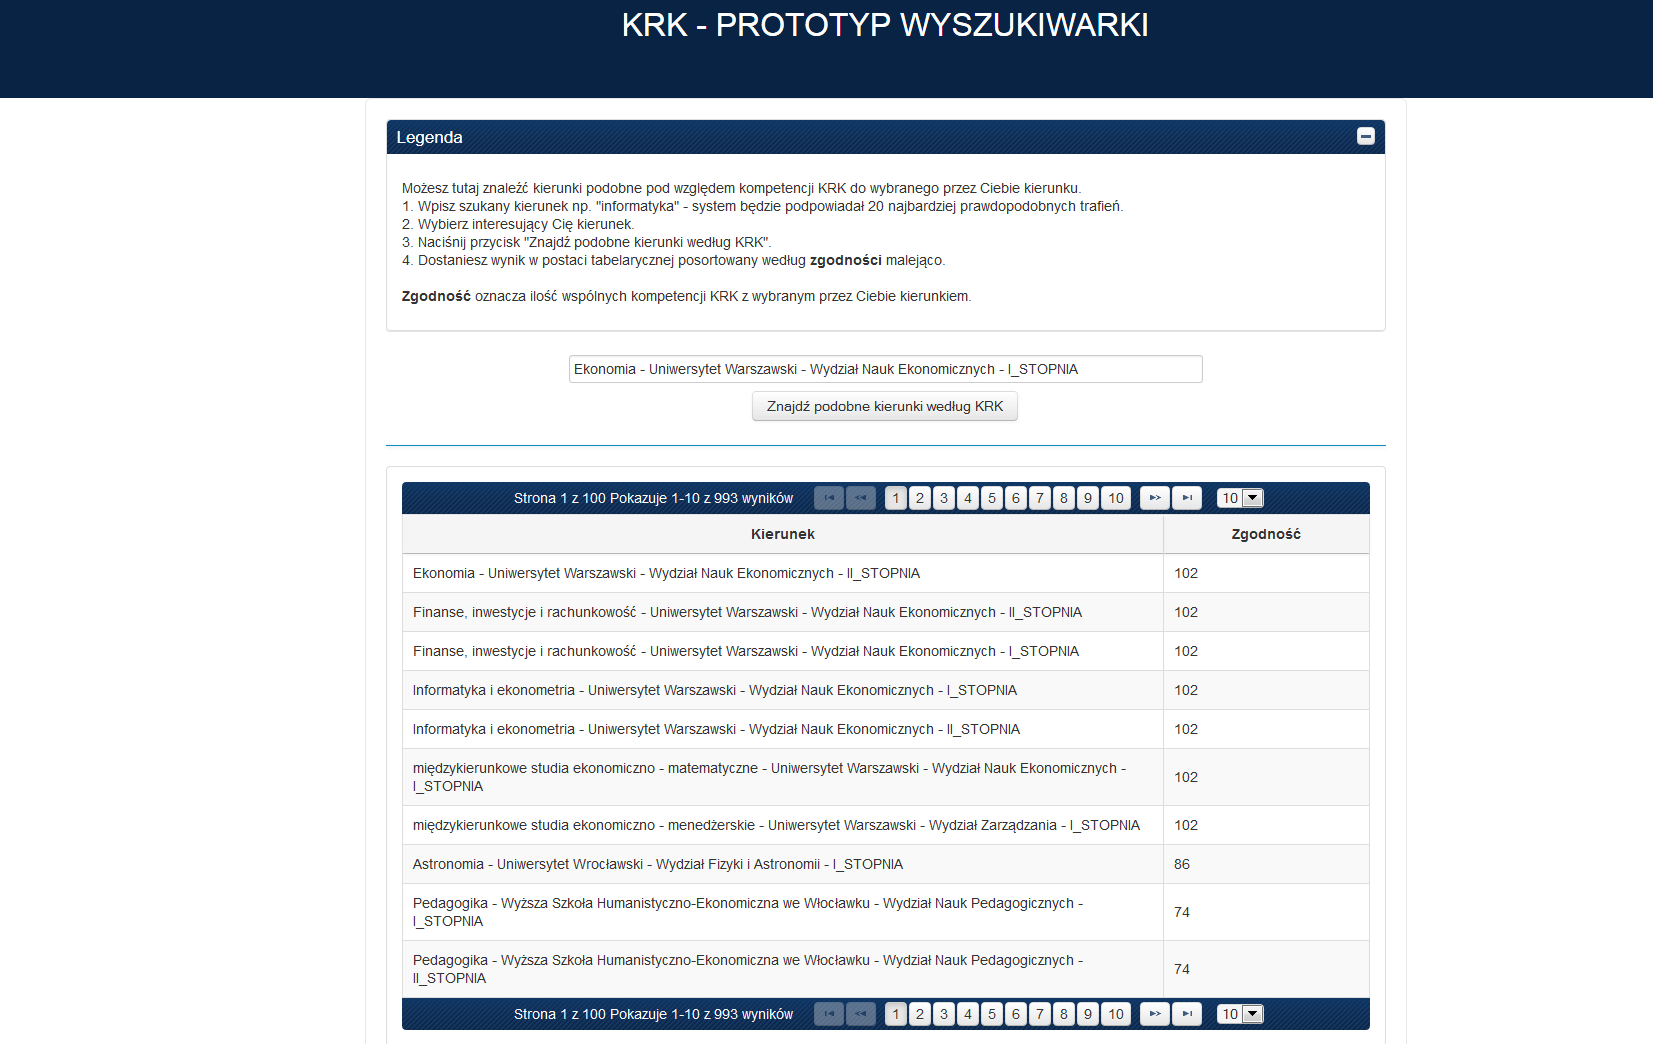 KRK - PROTOTYP WYSZUKIWARKI
Legenda
Możesz tutaj znaleźć kierunki podobne pod względem kompetencji KRK do wybranego przez Ciebie kierunku.
1. Wpisz szukany kierunek np. "informatyka" - system będzie podpowiadał 20 najbardziej prawdopodobnych trafień.
2. Wybierz interesujący Cię kierunek.
3. Naciśnij przycisk "Znajdź podobne kierunki według KRK".
4. Dostaniesz wynik w postaci tabelarycznej posortowany według zgodności malejąco.
Zgodność oznacza ilość wspólnych kompetencji KRK z wybranym przez Ciebie kierunkiem.
Ekonomia - Uniwersytet Warszawski - Wydział Nauk Ekonomicznych - I_STOPNIA
Znajdź podobne kierunki według KRK
Strona 1 z 100 Pokazuje 1-10 z 993 wyników 1 2 3 4 5 6 7 8 9 10 10
Kierunek Zgodność
Ekonomia - Uniwersytet Warszawski - Wydział Nauk Ekonomicznych - II_STOPNIA 102
Finanse, inwestycje i rachunkowość - Uniwersytet Warszawski - Wydział Nauk Ekonomicznych - II_STOPNIA 102
Finanse, inwestycje i rachunkowość - Uniwersytet Warszawski - Wydział Nauk Ekonomicznych - I_STOPNIA 102
Informatyka i ekonometria - Uniwersytet Warszawski - Wydział Nauk Ekonomicznych - I_STOPNIA 102
Informatyka i ekonometria - Uniwersytet Warszawski - Wydział Nauk Ekonomicznych - II_STOPNIA 102
międzykierunkowe studia ekonomiczno - matematyczne - Uniwersytet Warszawski - Wydział Nauk Ekonomicznych -
I_STOPNIA 102
międzykierunkowe studia ekonomiczno - menedżerskie - Uniwersytet Warszawski - Wydział Zarządzania - I_STOPNIA 102
Astronomia - Uniwersytet Wrocławski - Wydział Fizyki i Astronomii - I_STOPNIA 86
Pedagogika - Wyższa Szkoła Humanistyczno-Ekonomiczna we Włocławku - Wydział Nauk Pedagogicznych -
I_STOPNIA 74
Pedagogika - Wyższa Szkoła Humanistyczno-Ekonomiczna we Włocławku - Wydział Nauk Pedagogicznych -
II_STOPNIA 74
Strona 1 z 100 Pokazuje 1-10 z 993 wyników 1 2 3 4 5 6 7 8 9 10 10